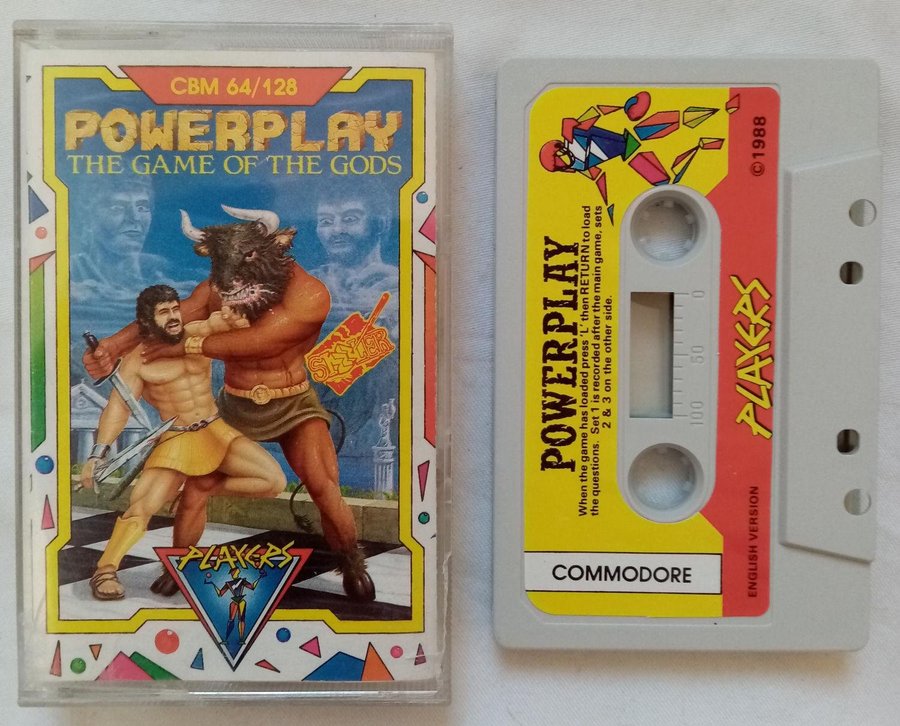 CBM 64/128
POWERPLAY
THE GAME OF THE GODS
PLAYERS
POWERPLAY
When the game has loaded press 'L' then RETURN to load
the questions. Set 1 is recorded after the main game, sets
2 & 3 on the other side.
COMMODORE
0
50
100
PLAYERS
©1988
ENGLISH VERSION